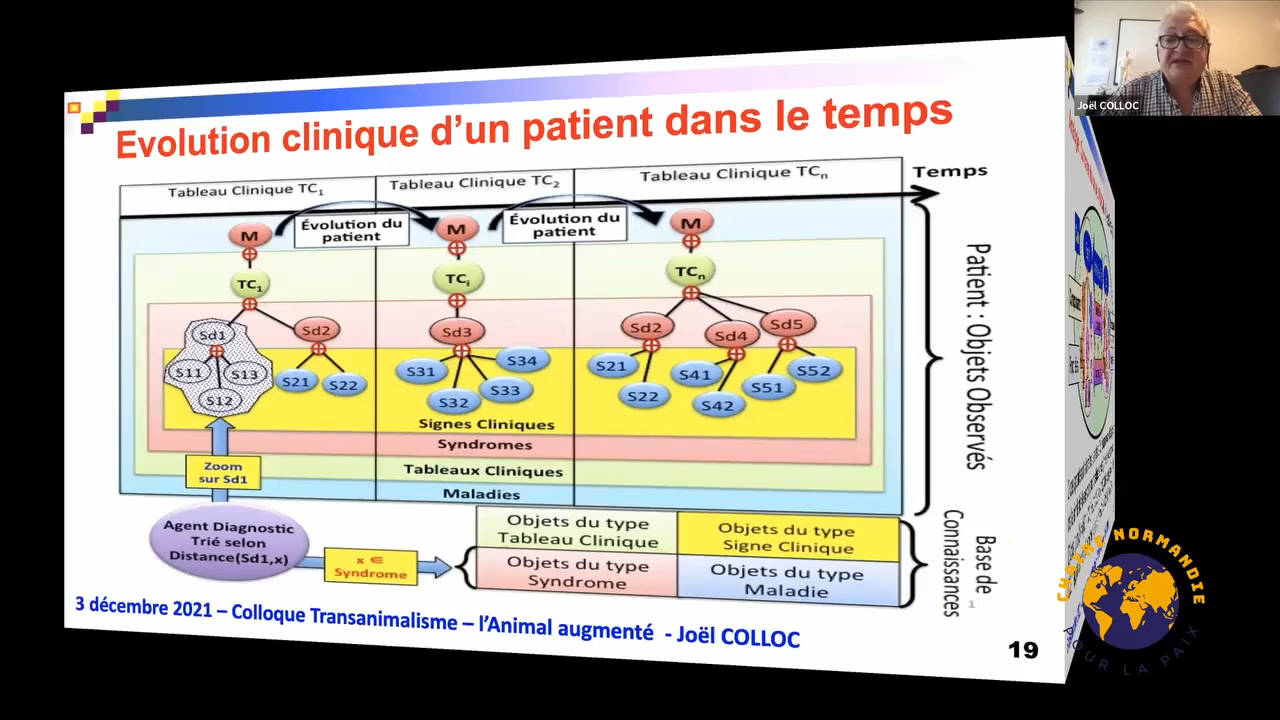 Joël COLLOC
Evolution clinique d'un patient dans le temps
Tableau Clinique TC1
Tableau Clinique TC2
Tableau Clinique TCn
Temps
M
Évolution du
patient
M
Évolution du
patient
M
TC1
TCi
TCn
Sd1
Sd2
Sd3
Sd2
Sd4
Sd5
S11
S13
S12
S21
S22
S31
S34
S32
S33
S21
S22
S41
S42
S51
S52
Signes Cliniques
Syndromes
Tableaux Cliniques
Maladies
Patient : Objets Observés
Zoom
sur Sd1
Agent Diagnostic
Trié selon
Distance(Sd1,x)
x ∈
Syndrome
Objets du type
Tableau Clinique
Objets du type
Signe Clinique
Objets du type
Syndrome
Objets du type
Maladie
Base de
Connaissances
1
3 décembre 2021 – Colloque Transanimalisme – l'Animal augmenté - Joël COLLOC
19
CHAIRE NORMANDIE
POUR LA PAIX